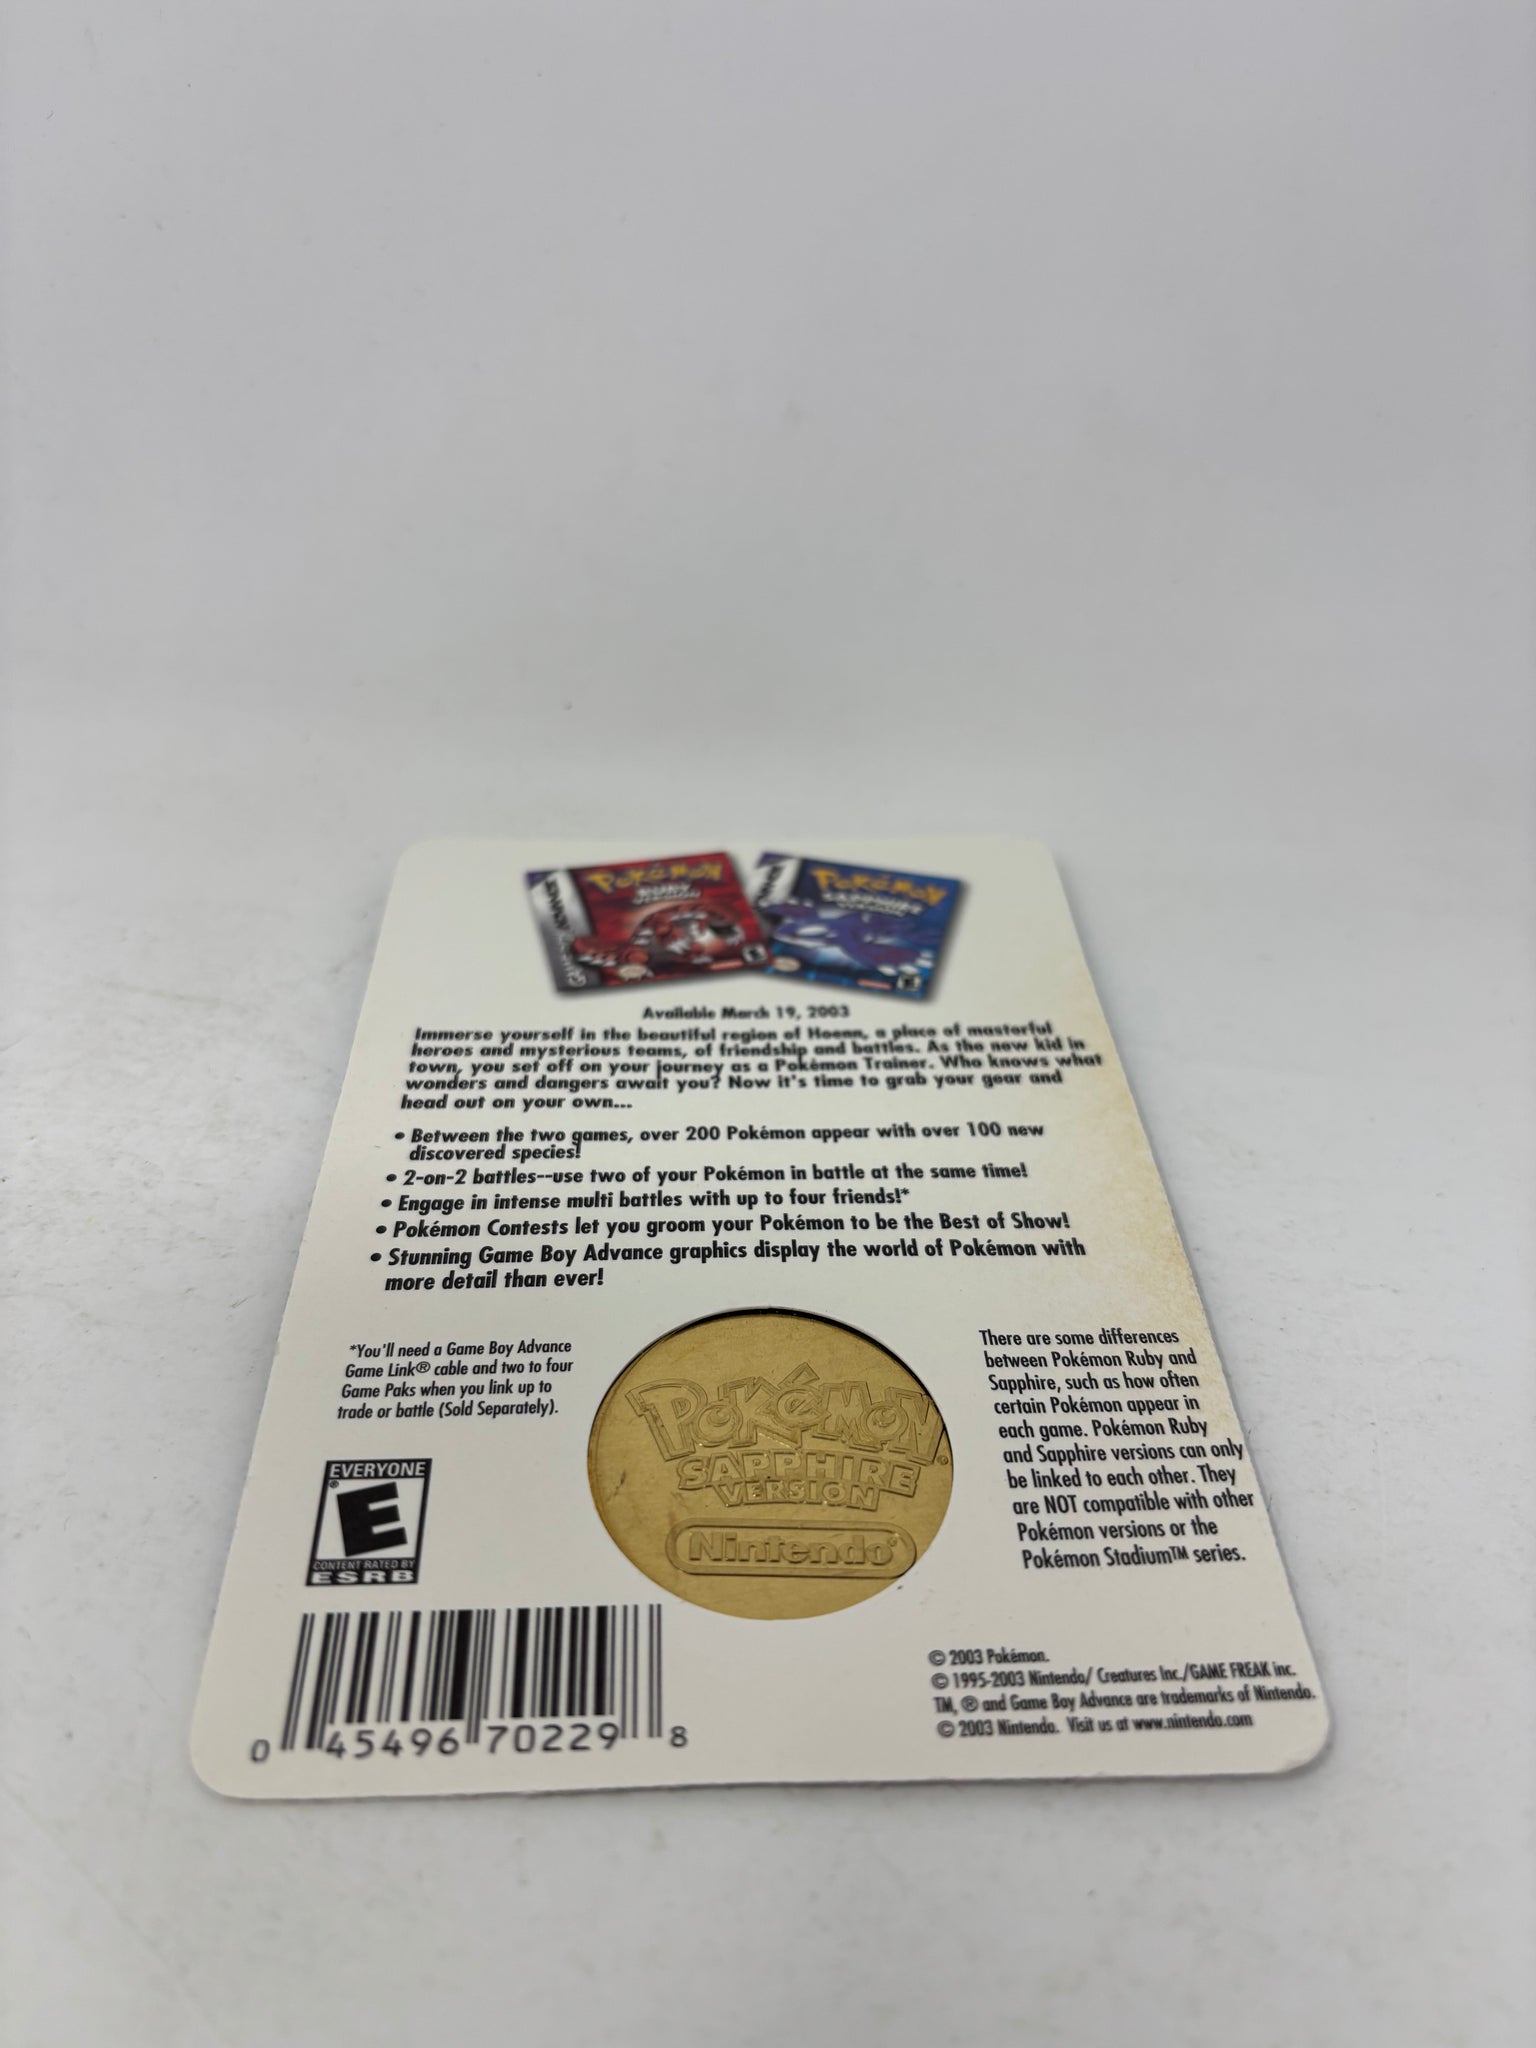 Pokémon
RUBY
VERSION
Pokémon
SAPPHIRE
VERSION
Available March 19, 2003
Immerse yourself in the beautiful region of Hoenn, a place of masterful
heroes and mysterious teams, of friendship and battles. As the new kid in
town, you set off on your journey as a Pokémon Trainer. Who knows what
wonders and dangers await you? Now it's time to grab your gear and
head out on your own...
• Between the two games, over 200 Pokémon appear with over 100 new
discovered species!
• 2-on-2 battles--use two of your Pokémon in battle at the same time!
• Engage in intense multi battles with up to four friends!*
• Pokémon Contests let you groom your Pokémon to be the Best of Show!
• Stunning Game Boy Advance graphics display the world of Pokémon with
more detail than ever!
*You'll need a Game Boy Advance
Game Link® cable and two to four
Game Paks when you link up to
trade or battle (Sold Separately).
EVERYONE
E
®
CONTENT RATED BY
ESRB
POKéMON®
SAPPHIRE
VERSION
Nintendo®
There are some differences
between Pokémon Ruby and
Sapphire, such as how often
certain Pokémon appear in
each game. Pokémon Ruby
and Sapphire versions can only
be linked to each other. They
are NOT compatible with other
Pokémon versions or the
Pokémon Stadium™ series.
0 45496 70229 8
© 2003 Pokémon.
© 1995-2003 Nintendo/ Creatures Inc./GAME FREAK inc.
TM, ® and Game Boy Advance are trademarks of Nintendo.
© 2003 Nintendo. Visit us at www.nintendo.com